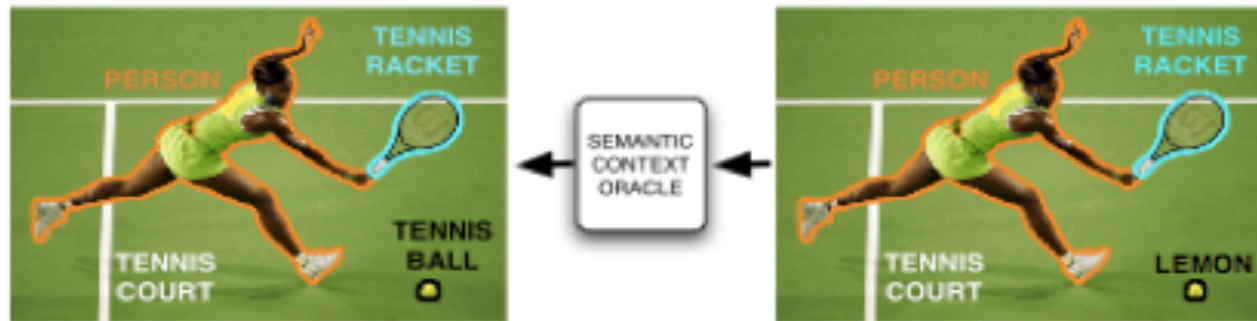 TENNIS
RACKET
PERSON
TENNIS
BALL
TENNIS
COURT
SEMANTIC
CONTEXT
ORACLE
TENNIS
RACKET
PERSON
LEMON
TENNIS
COURT